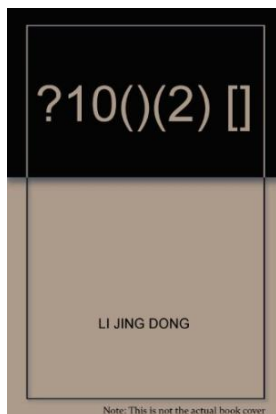 ?10()(2) []
LI JING DONG
Note: This is not the actual book cover